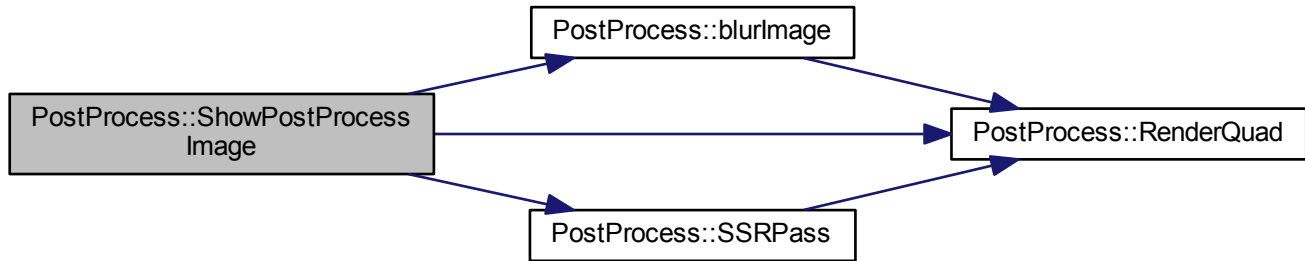 PostProcess::blurImage
PostProcess::ShowPostProcess
Image
PostProcess::RenderQuad
PostProcess::SSRPass